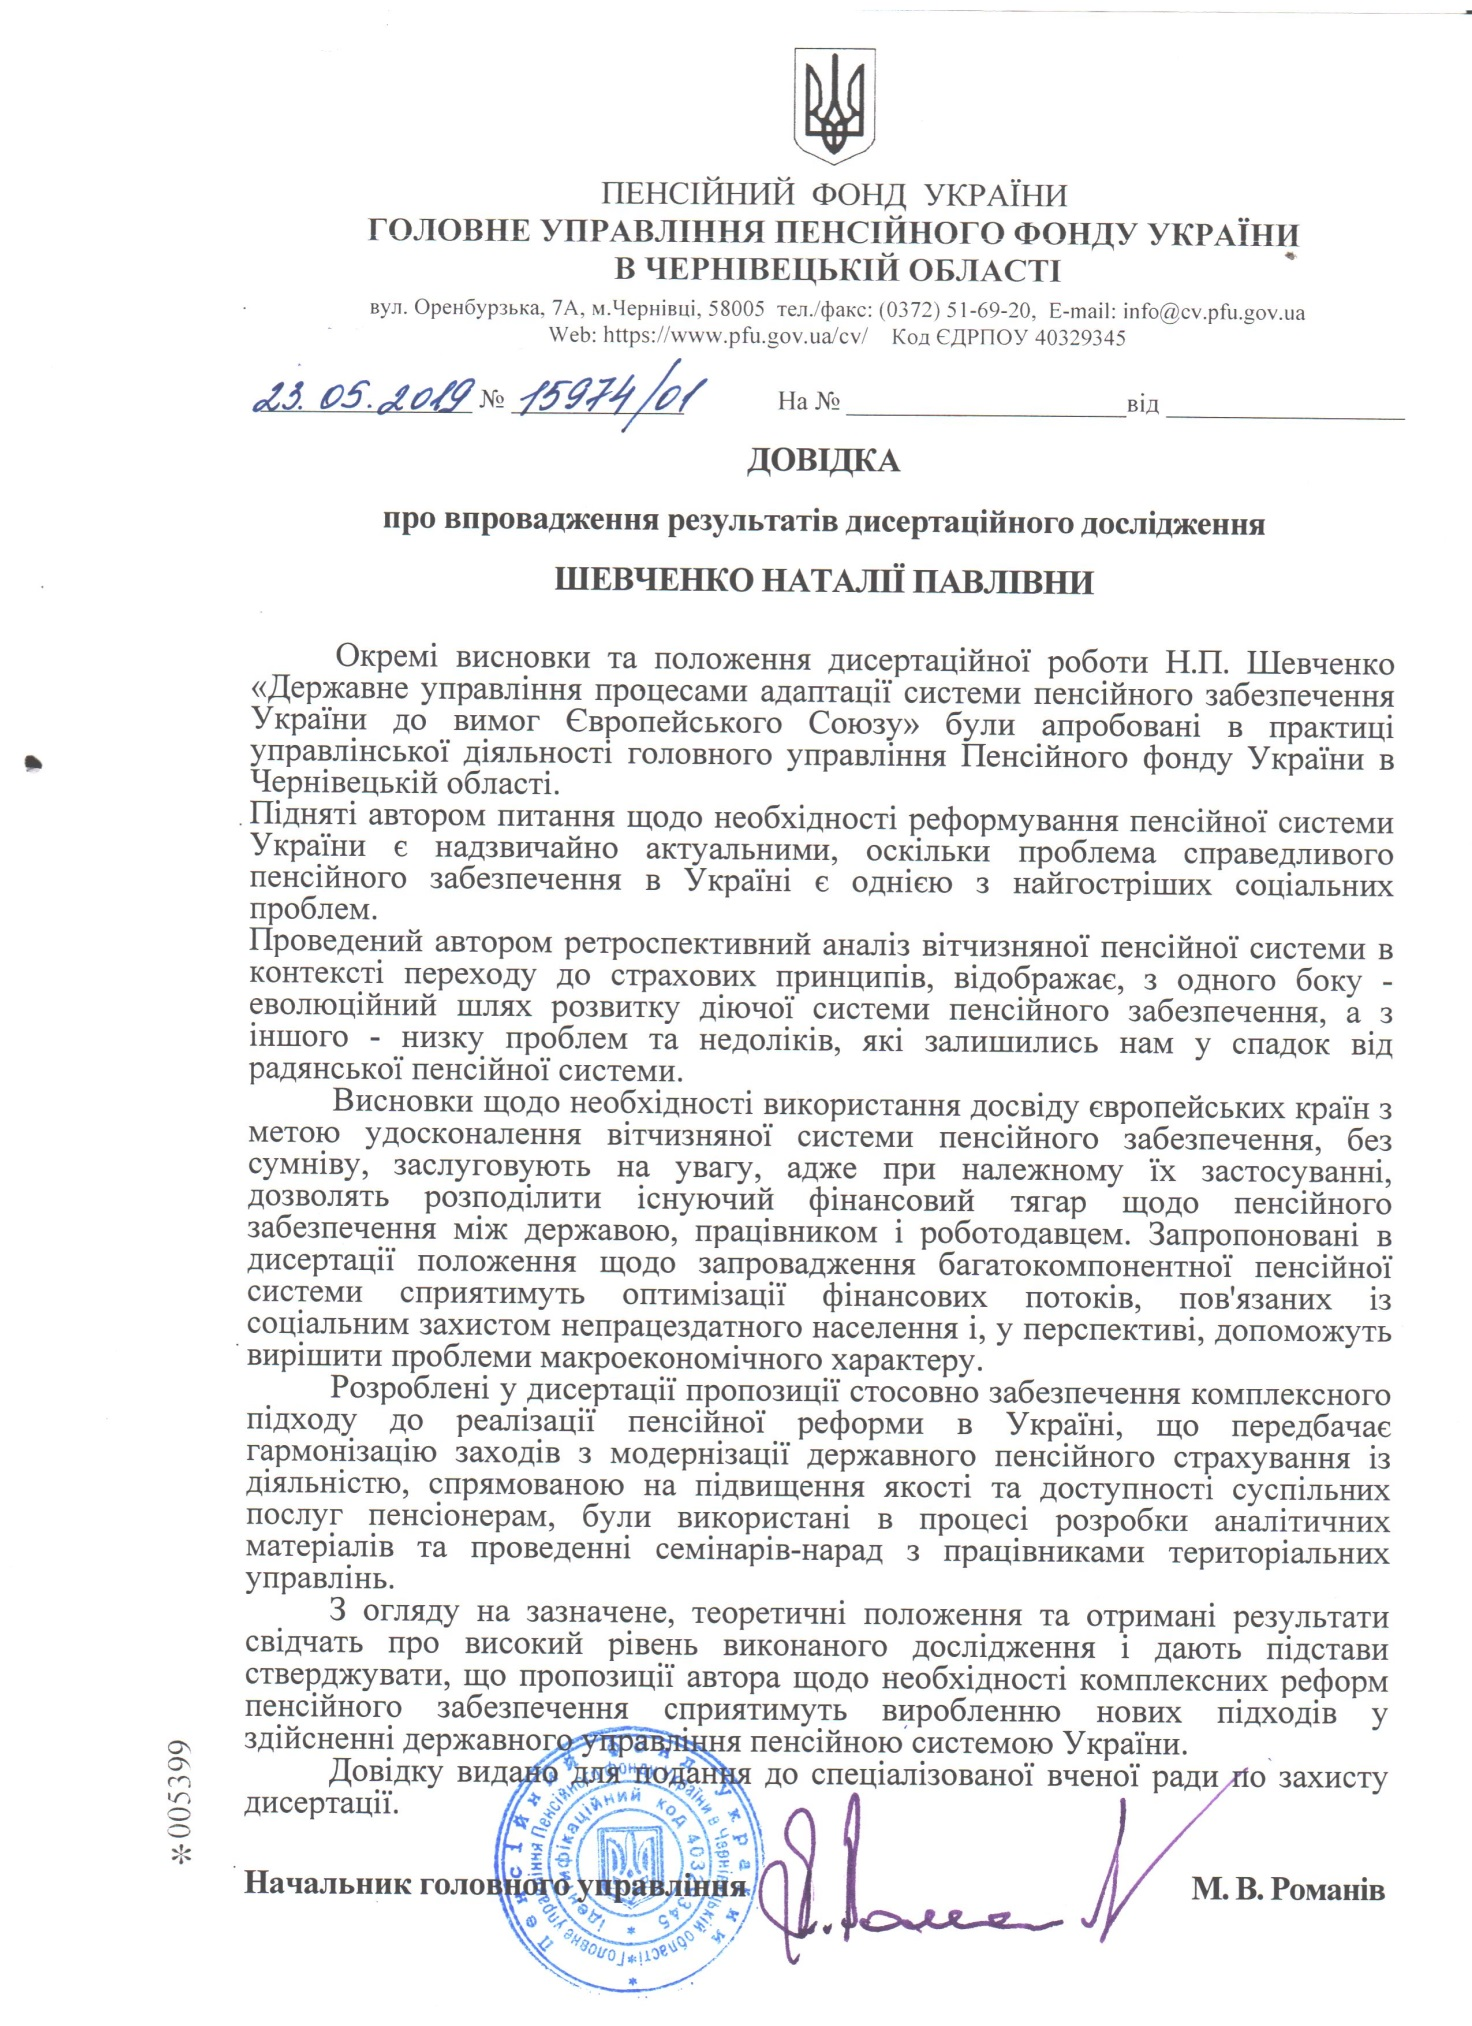 ПЕНСІЙНИЙ ФОНД УКРАЇНИ
ГОЛОВНЕ УПРАВЛІННЯ ПЕНСІЙНОГО ФОНДУ УКРАЇНИ
В ЧЕРНІВЕЦЬКІЙ ОБЛАСТІ
вул. Оренбурзька, 7А, м.Чернівці, 58005 тел./факс: (0372) 51-69-20, E-mail: info@cv.pfu.gov.ua
Web: https://www.pfu.gov.ua/cv/ Код ЄДРПОУ 40329345
23.05.2019 № 15974/01 На № ____________ від ____________
ДОВІДКА
про впровадження результатів дисертаційного дослідження
ШЕВЧЕНКО НАТАЛІЇ ПАВЛІВНИ
Окремі висновки та положення дисертаційної роботи Н.П. Шевченко
«Державне управління процесами адаптації системи пенсійного забезпечення
України до вимог Європейського Союзу» були апробовані в практиці
управлінської діяльності головного управління Пенсійного фонду України в
Чернівецькій області.
Підняті автором питання щодо необхідності реформування пенсійної системи
України є надзвичайно актуальними, оскільки проблема справедливого
пенсійного забезпечення в Україні є однією з найгостріших соціальних
проблем.
Проведений автором ретроспективний аналіз вітчизняної пенсійної системи в
контексті переходу до страхових принципів, відображає, з одного боку -
еволюційний шлях розвитку діючої системи пенсійного забезпечення, а з
іншого - низку проблем та недоліків, які залишились нам у спадок від
радянської пенсійної системи.
Висновки щодо необхідності використання досвіду європейських країн з
метою удосконалення вітчизняної системи пенсійного забезпечення, без
сумніву, заслуговують на увагу, адже при належному їх застосуванні,
дозволять розподілити існуючий фінансовий тягар щодо пенсійного
забезпечення між державою, працівником і роботодавцем. Запропоновані в
дисертації положення щодо запровадження багатокомпонентної пенсійної
системи сприятимуть оптимізації фінансових потоків, пов'язаних із
соціальним захистом непрацездатного населення і, у перспективі, допоможуть
вирішити проблеми макроекономічного характеру.
Розроблені у дисертації пропозиції стосовно забезпечення комплексного
підходу до реалізації пенсійної реформи в Україні, що передбачає
гармонізацію заходів з модернізації державного пенсійного страхування із
діяльністю, спрямованою на підвищення якості та доступності суспільних
послуг пенсіонерам, були використані в процесі розробки аналітичних
матеріалів та проведенні семінарів-нарад з працівниками територіальних
управлінь.
З огляду на зазначене, теоретичні положення та отримані результати
свідчать про високий рівень виконаного дослідження і дають підстави
стверджувати, що пропозиції автора щодо необхідності комплексних реформ
пенсійного забезпечення сприятимуть виробленню нових підходів у
здійсненні державного управління пенсійною системою України.
Довідку видано для подання до спеціалізованої вченої ради по захисту
дисертації.
Начальник головного управління М. В. Романів
*005399
Пенсійний фонд України
* Головне управління Пенсійного фонду України в Чернівецькій області
* ідентифікаційний код 40329345